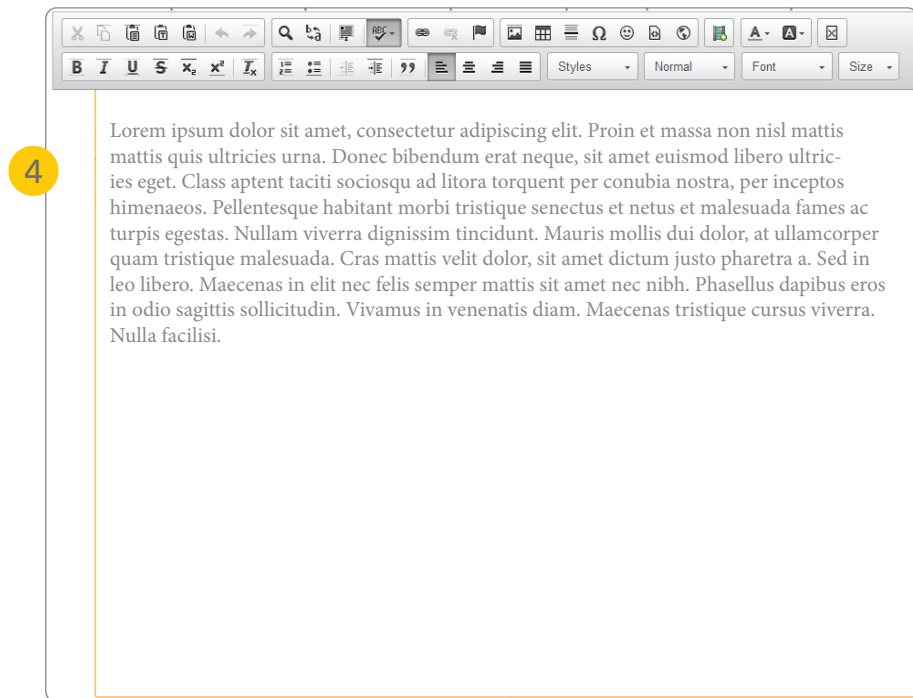 ABC
B I U S x₂ x² Iₓ
Styles Normal Font Size
4
Lorem ipsum dolor sit amet, consectetur adipiscing elit. Proin et massa non nisl mattis
mattis quis ultricies urna. Donec bibendum erat neque, sit amet euismod libero ultric-
ies eget. Class aptent taciti sociosqu ad litora torquent per conubia nostra, per inceptos
himenaeos. Pellentesque habitant morbi tristique senectus et netus et malesuada fames ac
turpis egestas. Nullam viverra dignissim tincidunt. Mauris mollis dui dolor, at ullamcorper
quam tristique malesuada. Cras mattis velit dolor, sit amet dictum justo pharetra a. Sed in
leo libero. Maecenas in elit nec felis semper mattis sit amet nec nibh. Phasellus dapibus eros
in odio sagittis sollicitudin. Vivamus in venenatis diam. Maecenas tristique cursus viverra.
Nulla facilisi.